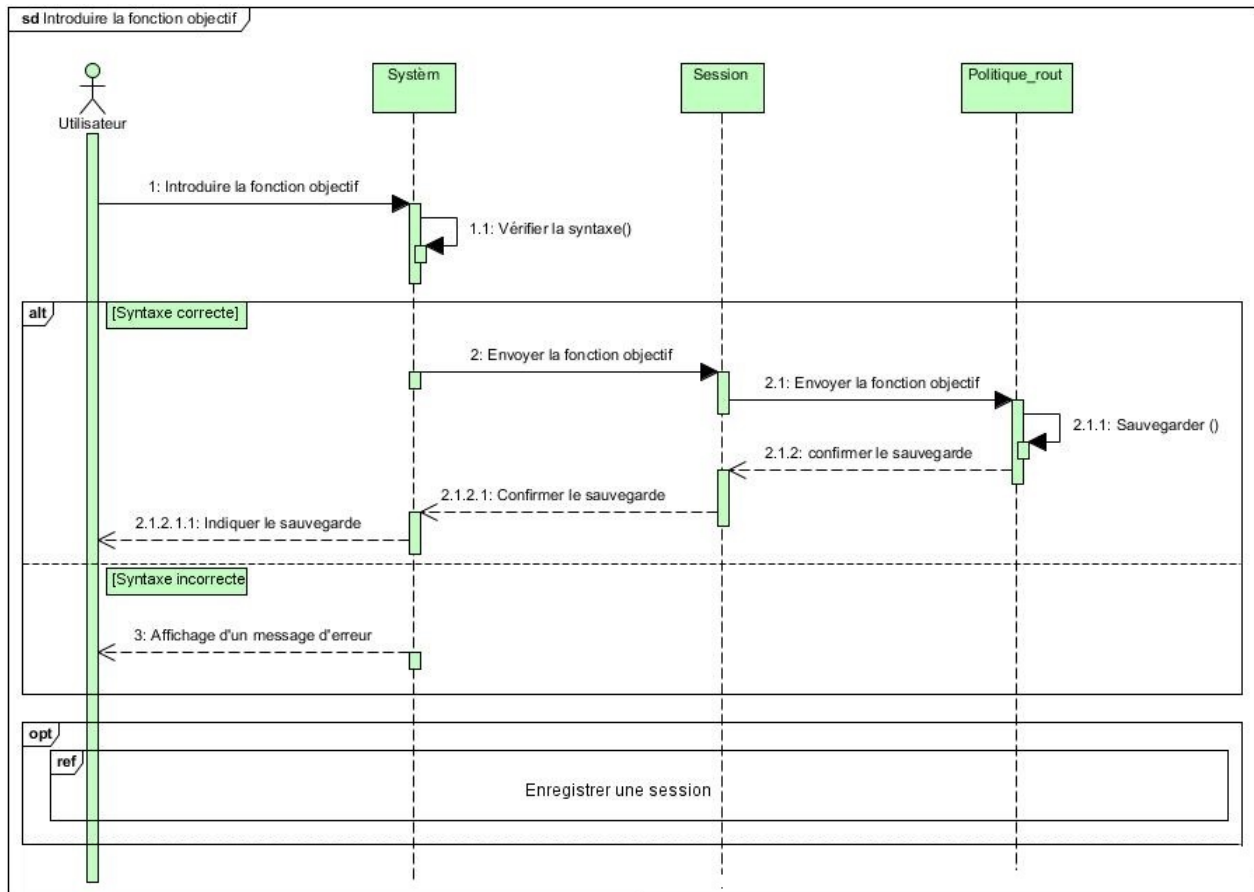 sd Introduire la fonction objectif
Utilisateur
Systèm
Session
Politique_rout
1: Introduire la fonction objectif
1.1: Vérifier la syntaxe()
alt
[Syntaxe correcte]
2: Envoyer la fonction objectif
2.1: Envoyer la fonction objectif
2.1.1: Sauvegarder ()
2.1.2: confirmer le sauvegarde
2.1.2.1: Confirmer le sauvegarde
2.1.2.1.1: Indiquer le sauvegarde
[Syntaxe incorrecte
3: Affichage d'un message d'erreur
opt
ref
Enregistrer une session